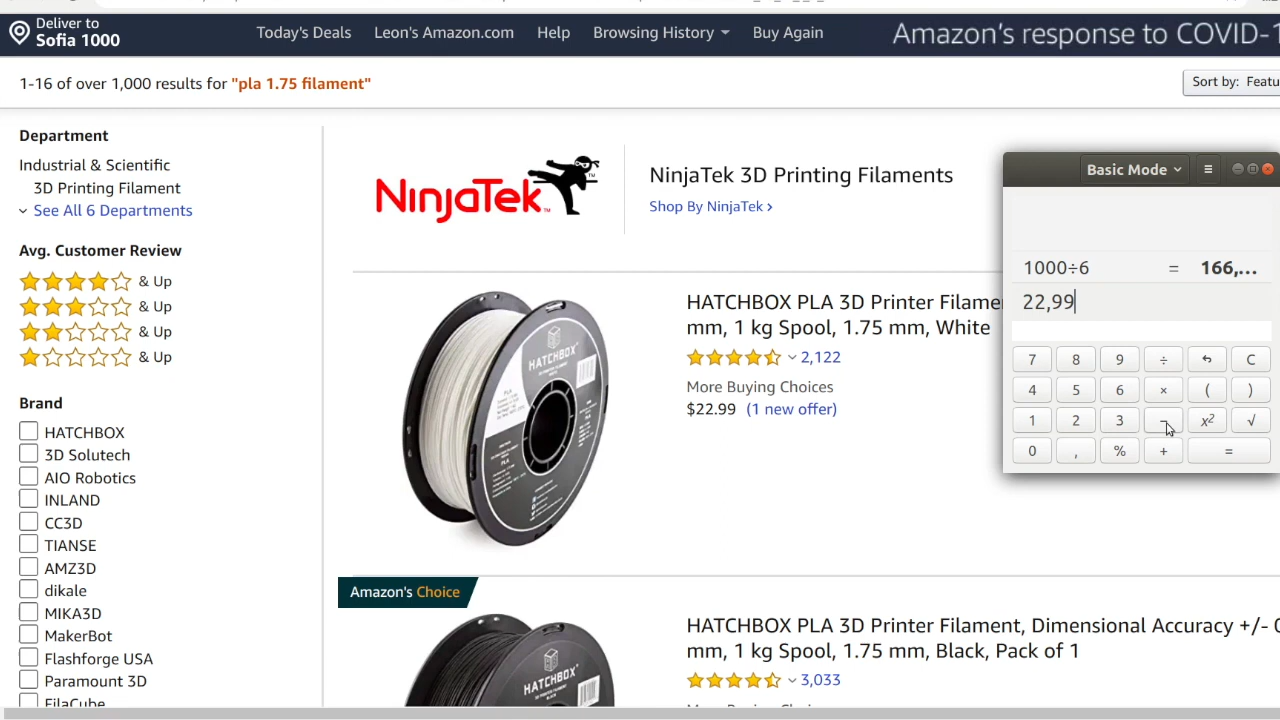 Deliver to
Sofia 1000
Today's Deals
Leon's Amazon.com
Help
Browsing History
Buy Again
Amazon's response to COVID-1
1-16 of over 1,000 results for "pla 1.75 filament"
Sort by: Featu
Department
Industrial & Scientific
3D Printing Filament
See All 6 Departments
Avg. Customer Review
& Up
& Up
& Up
& Up
Brand
HATCHBOX
3D Solutech
AIO Robotics
INLAND
CC3D
TIANSE
AMZ3D
dikale
MIKA3D
MakerBot
Flashforge USA
Paramount 3D
FilaCube
NINJATEK™
NinjaTek 3D Printing Filaments
Shop By NinjaTek ›
HATCHBOX
PLA
HATCHBOX PLA 3D Printer Filame
mm, 1 kg Spool, 1.75 mm, White
2,122
More Buying Choices
$22.99 (1 new offer)
Amazon's Choice
HATCHBOX
HATCHBOX PLA 3D Printer Filament, Dimensional Accuracy +/- 0
mm, 1 kg Spool, 1.75 mm, Black, Pack of 1
3,033
Basic Mode
1000÷6 = 166,...
22,99
7 8 9 ÷ C
4 5 6 × ( )
1 2 3 − x² √
0 , % + =